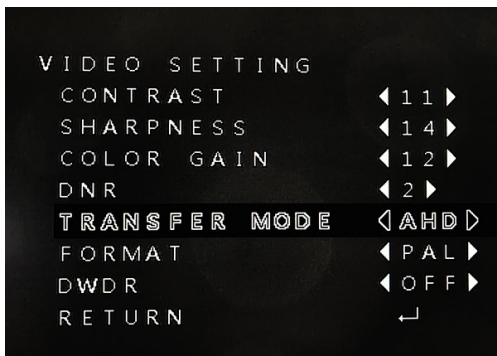 VIDEO SETTING
CONTRAST 11
SHARPNESS 14
COLOR GAIN 12
DNR 2
TRANSFER MODE AHD
FORMAT PAL
DWDR OFF
RETURN